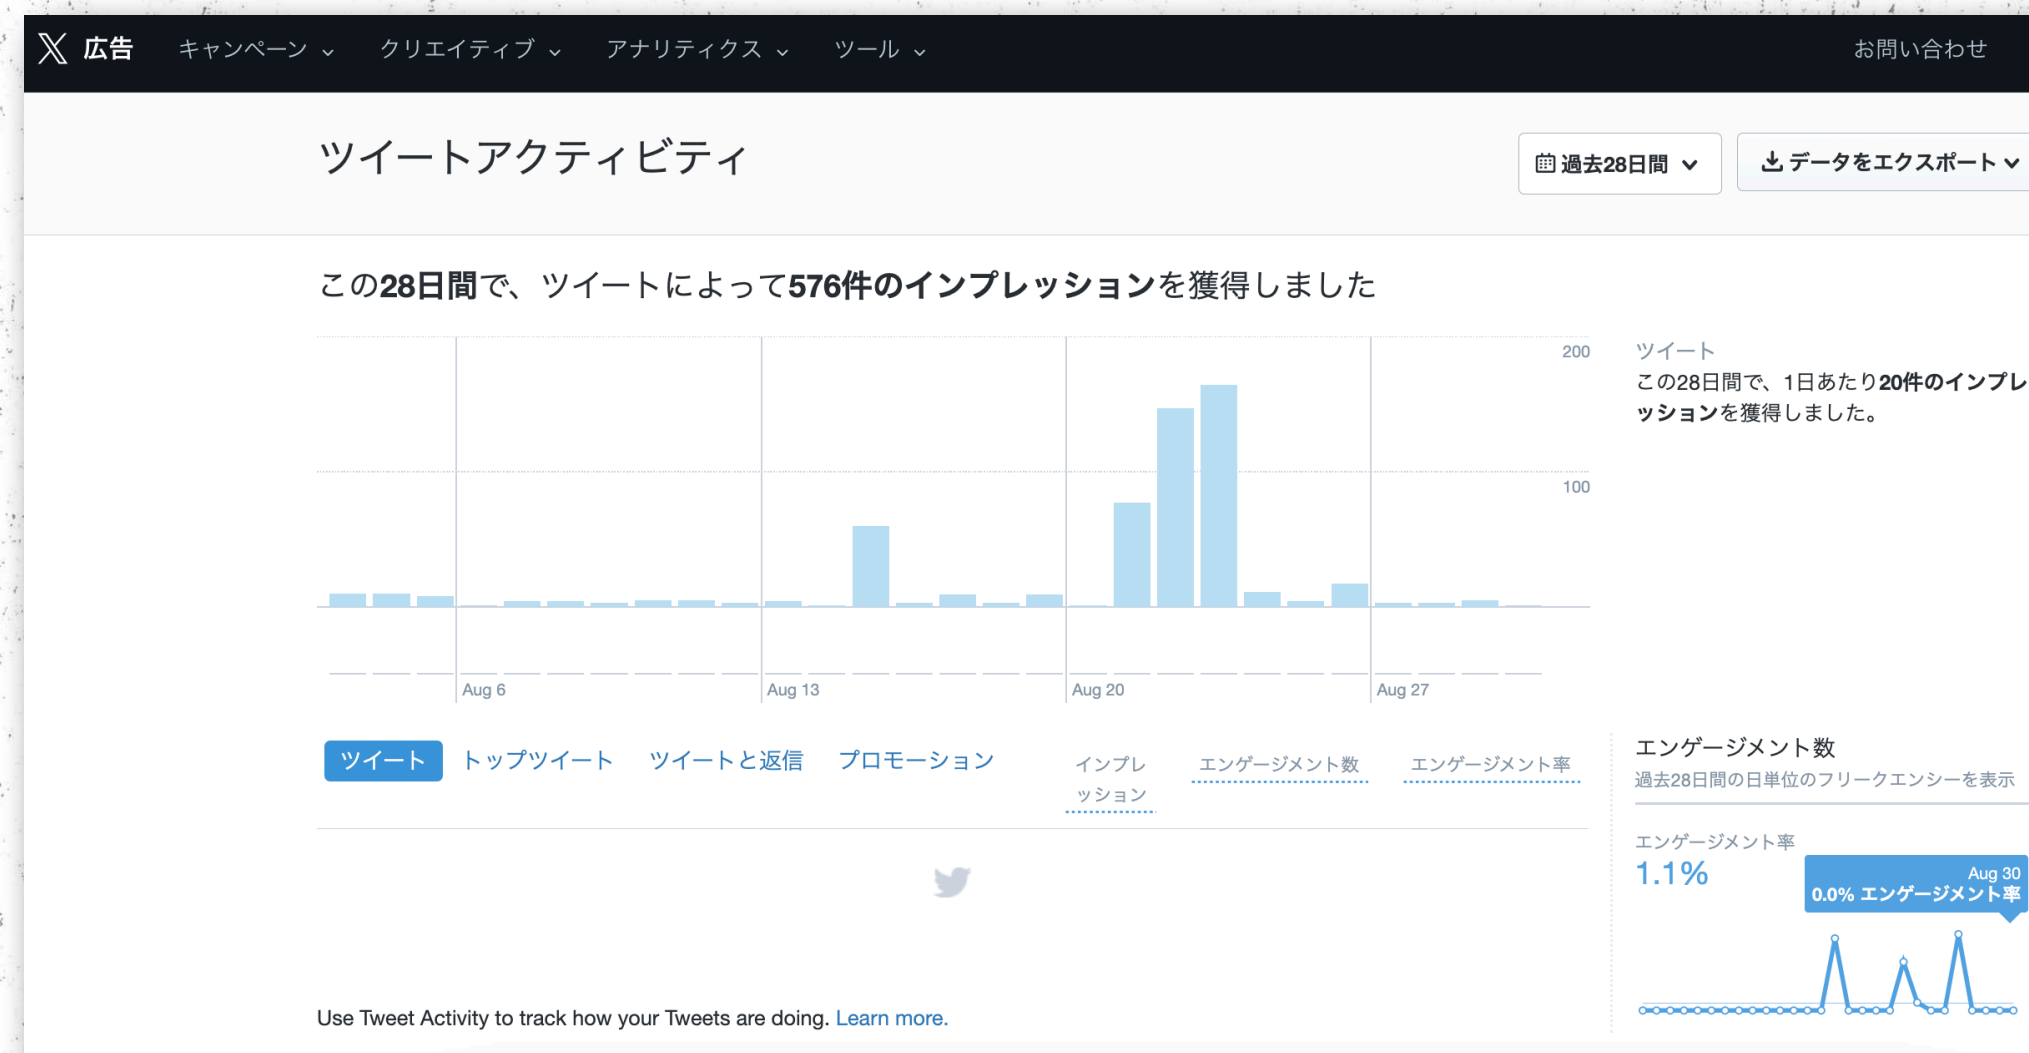 X 広告 キャンペーン クリエイティブ アナリティクス ツール お問い合わせ
ツイートアクティビティ
過去28日間
データをエクスポート
この28日間で、ツイートによって576件のインプレッションを獲得しました
200
100
Aug 6 Aug 13 Aug 20 Aug 27
ツイート
この28日間で、1日あたり20件のインプレ
ッションを獲得しました。
ツイート トップツイート ツイートと返信 プロモーション
インプレ
ッション
エンゲージメント数
エンゲージメント率
エンゲージメント数
過去28日間の日単位のフリークエンシーを表示
エンゲージメント率
1.1%
Aug 30
0.0% エンゲージメント率
Use Tweet Activity to track how your Tweets are doing. Learn more.